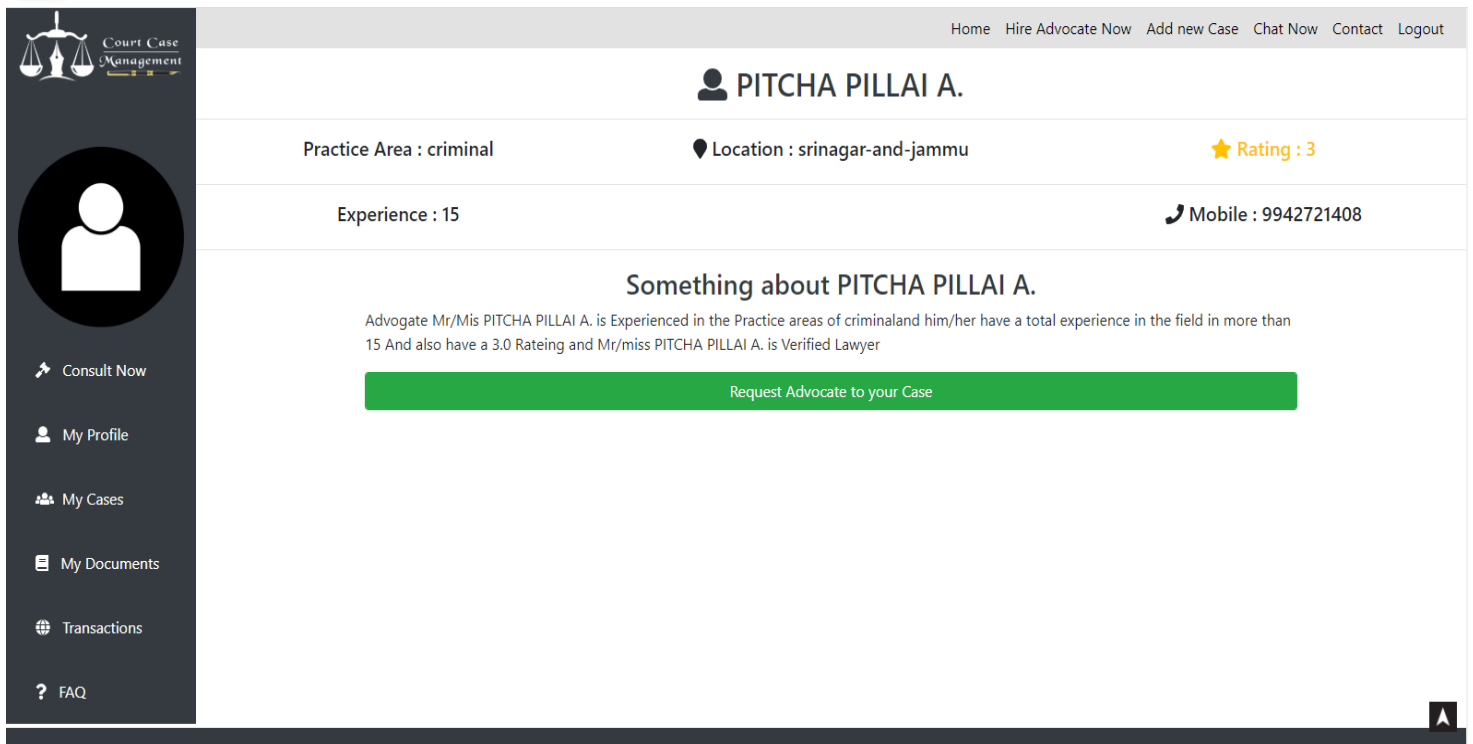 Court Case
Management
Home Hire Advocate Now Add new Case Chat Now Contact Logout
PITCHA PILLAI A.
Practice Area : criminal
Location : srinagar-and-jammu
Rating : 3
Experience : 15
Mobile : 9942721408
Something about PITCHA PILLAI A.
Advogate Mr/Mis PITCHA PILLAI A. is Experienced in the Practice areas of criminaland him/her have a total experience in the field in more than
15 And also have a 3.0 Rateing and Mr/miss PITCHA PILLAI A. is Verified Lawyer
Request Advocate to your Case
Consult Now
My Profile
My Cases
My Documents
Transactions
FAQ